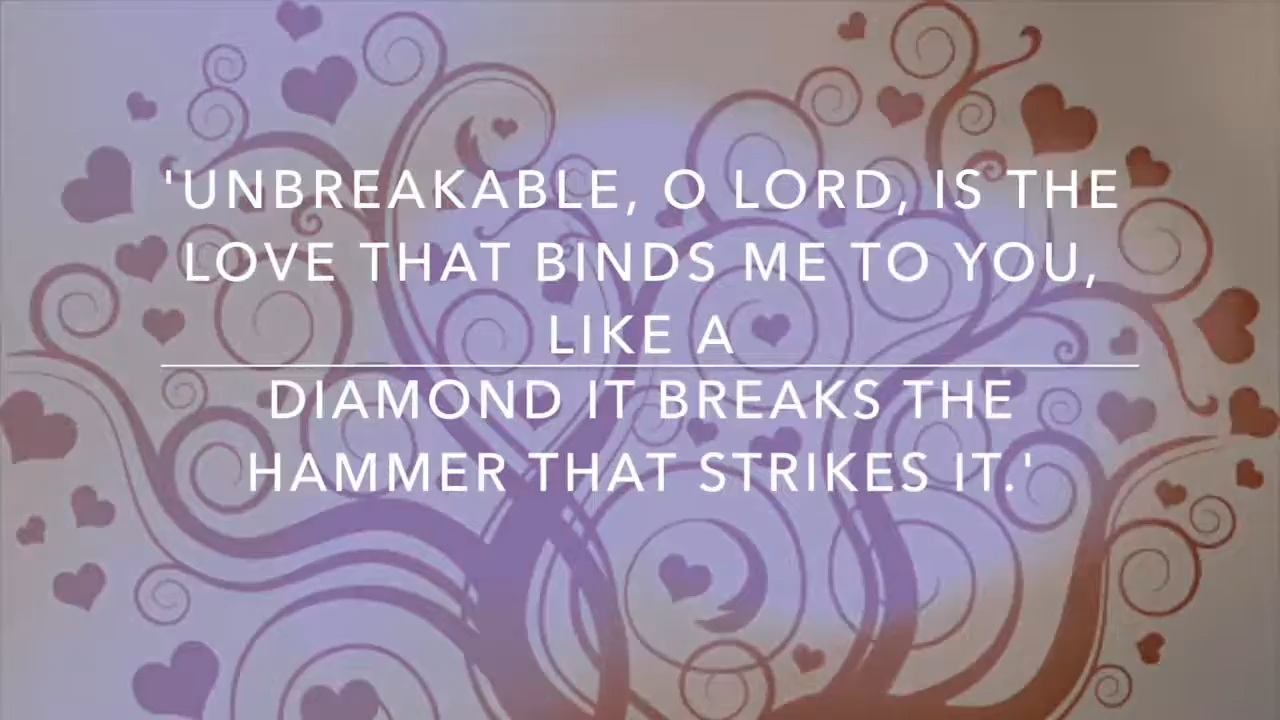 'UNBREAKABLE, O LORD, IS THE
LOVE THAT BINDS ME TO YOU,
LIKE A
DIAMOND IT BREAKS THE
HAMMER THAT STRIKES IT.'